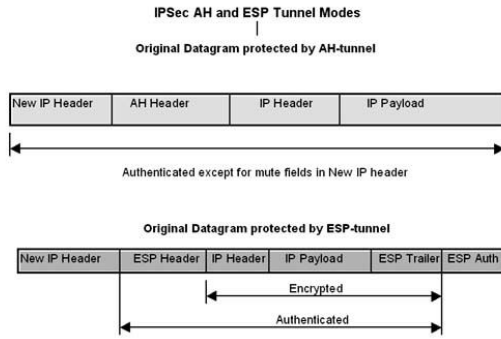 IPSec AH and ESP Tunnel Modes
Original Datagram protected by AH-tunnel
New IP Header AH Header IP Header IP Payload
Authenticated except for mute fields in New IP header
Original Datagram protected by ESP-tunnel
New IP Header ESP Header IP Header IP Payload ESP Trailer ESP Auth
Encrypted
Authenticated